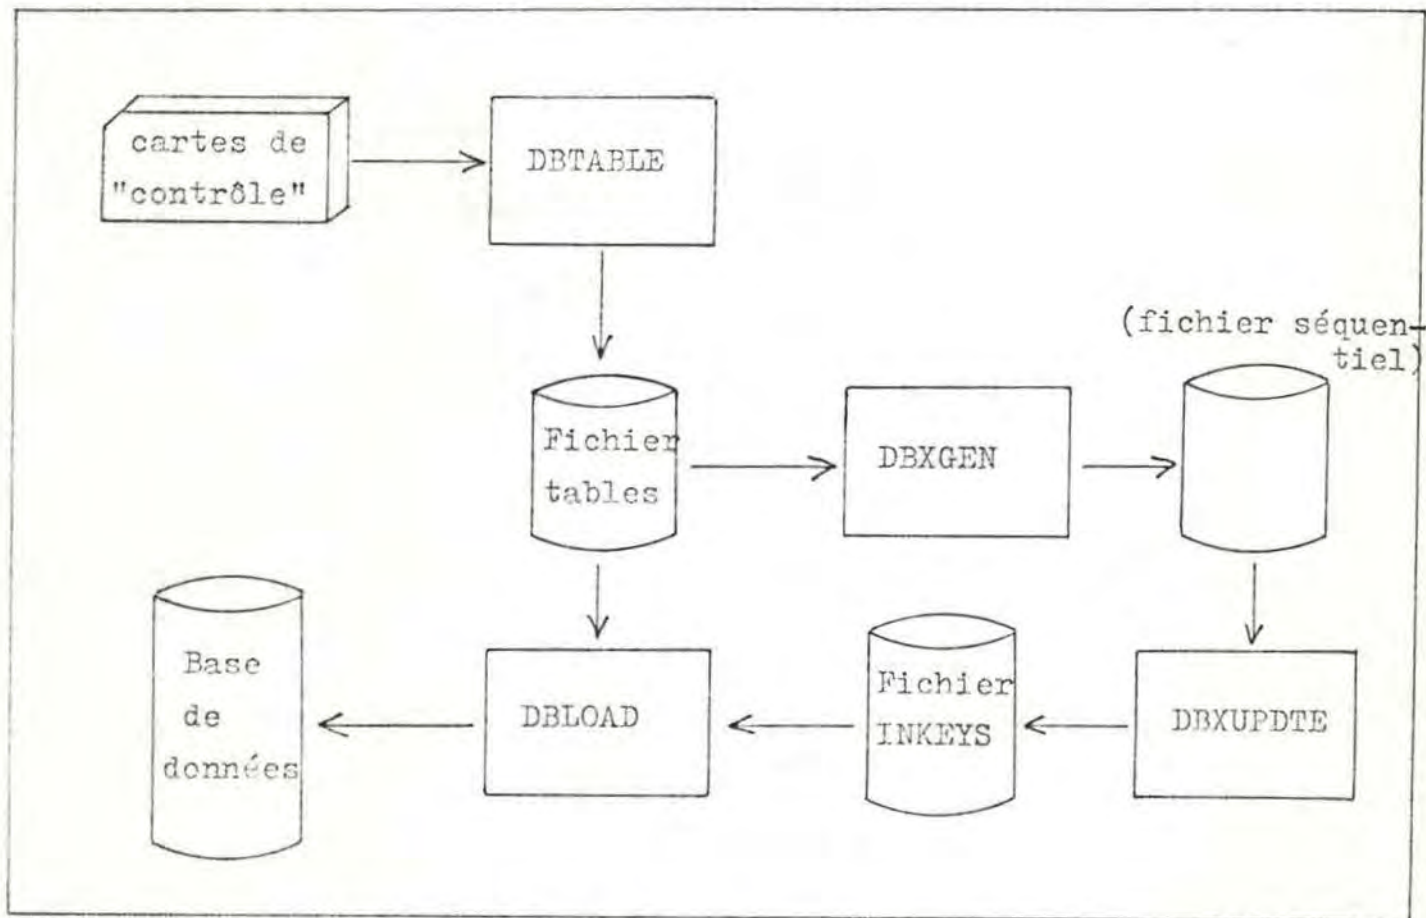 cartes de
"contrôle"
DBTABLE
(fichier séquen-
tiel)
Fichier
tables
DBXGEN
Base
de
données
DBLOAD
Fichier
INKEYS
DBXUPDTE